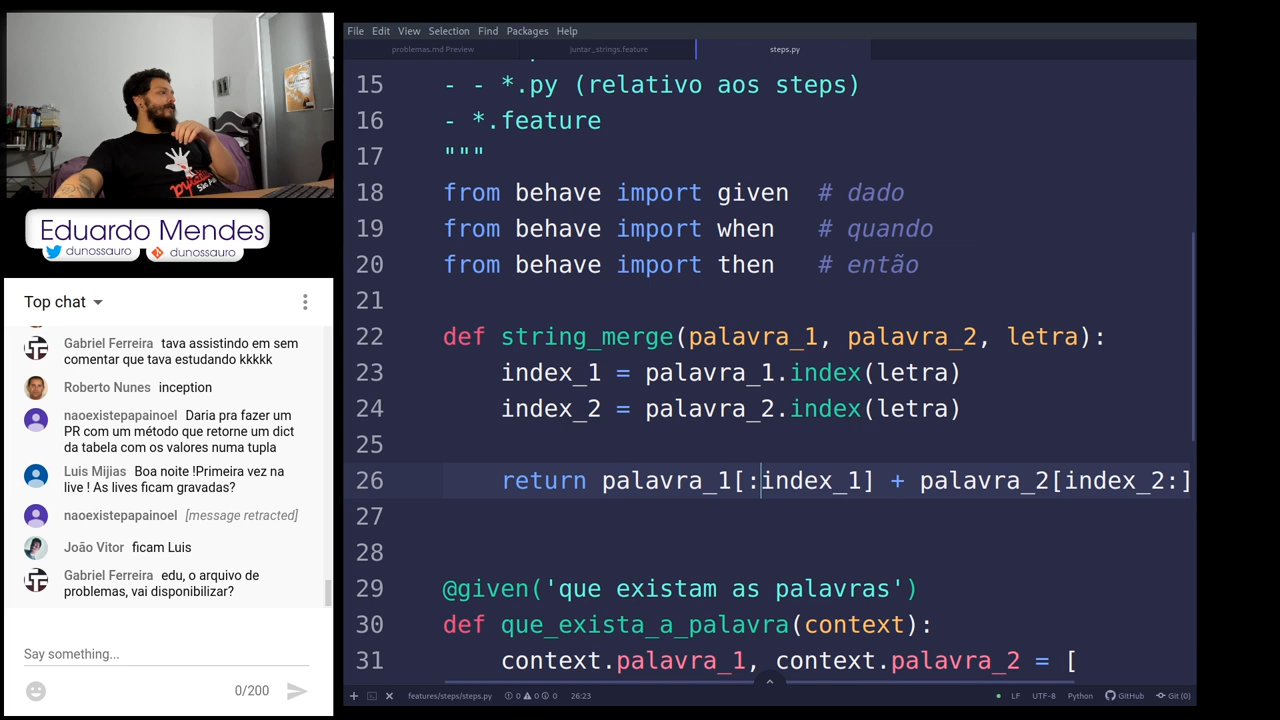 File Edit View Selection Find Packages Help
problemas.md Preview
juntar_strings.feature
steps.py
15 - - *.py (relativo aos steps)
16 - *.feature
17 """
18 from behave import given # dado
19 from behave import when # quando
20 from behave import then # então
21
22 def string_merge(palavra_1, palavra_2, letra):
23 index_1 = palavra_1.index(letra)
24 index_2 = palavra_2.index(letra)
25
26 return palavra_1[:index_1] + palavra_2[index_2:]
27
28
29 @given('que existam as palavras')
30 def que_exista_a_palavra(context):
31 context.palavra_1, context.palavra_2 = [
features/steps/steps.py 0 0 0 26:23
LF UTF-8 Python GitHub Git (0)
Eduardo Mendes
dunossauro dunossauro
Top chat
Gabriel Ferreira tava assistindo em sem
comentar que tava estudando kkkkk
Roberto Nunes inception
naoexistepapainoel Daria pra fazer um
PR com um método que retorne um dict
da tabela com os valores numa tupla
Luis Mijias Boa noite !Primeira vez na
live ! As lives ficam gravadas?
naoexistepapainoel [message retracted]
João Vitor ficam Luis
Gabriel Ferreira edu, o arquivo de
problemas, vai disponibilizar?
Say something...
0/200